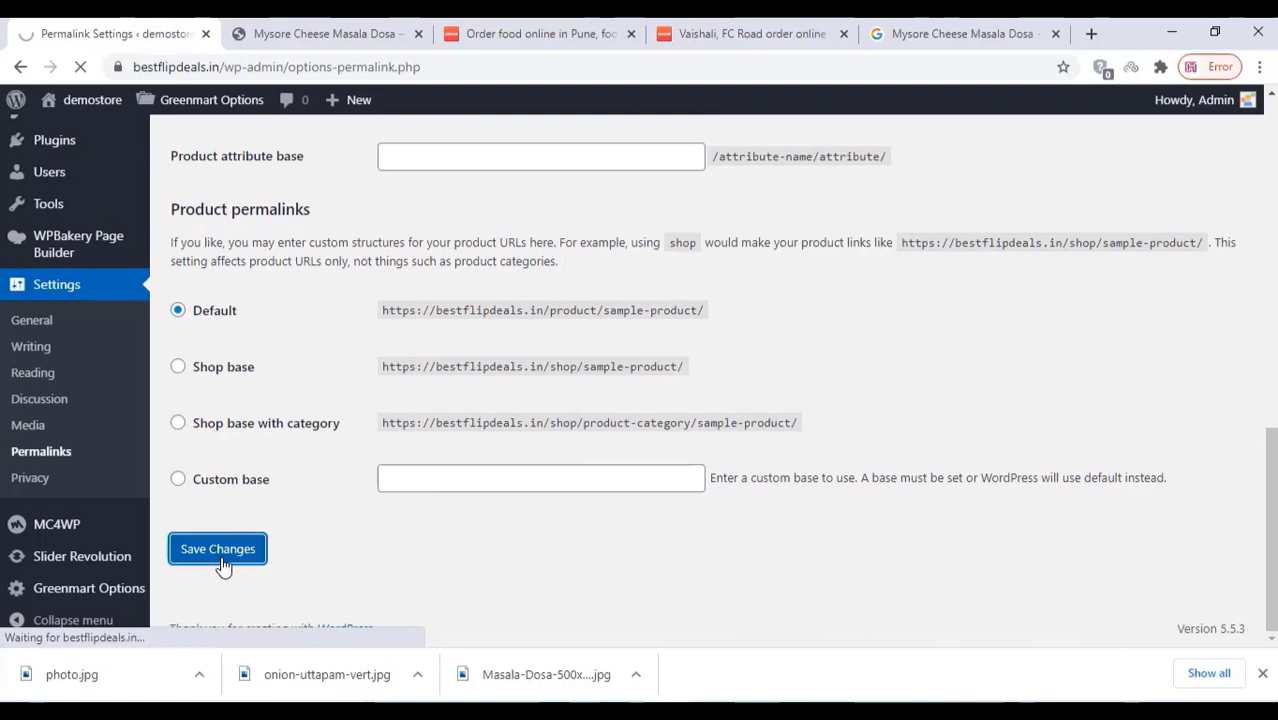 Permalink Settings ‹ demostore
Mysore Cheese Masala Dosa –
Order food online in Pune, foo
Vaishali, FC Road order online
Mysore Cheese Masala Dosa -
bestflipdeals.in/wp-admin/options-permalink.php
0
Error
demostore
Greenmart Options
0
New
Howdy, Admin
Plugins
Users
Tools
WPBakery Page
Builder
Settings
General
Writing
Reading
Discussion
Media
Permalinks
Privacy
MC4WP
Slider Revolution
Greenmart Options
Collapse menu
Product attribute base
/attribute-name/attribute/
Product permalinks
If you like, you may enter custom structures for your product URLs here. For example, using shop would make your product links like https://bestflipdeals.in/shop/sample-product/ . This
setting affects product URLs only, not things such as product categories.
Default
https://bestflipdeals.in/product/sample-product/
Shop base
https://bestflipdeals.in/shop/sample-product/
Shop base with category
https://bestflipdeals.in/shop/product-category/sample-product/
Custom base
Enter a custom base to use. A base must be set or WordPress will use default instead.
Save Changes
Thank you for creating with WordPress
Version 5.5.3
Waiting for bestflipdeals.in...
photo.jpg
onion-uttapam-vert.jpg
Masala-Dosa-500x....jpg
Show all